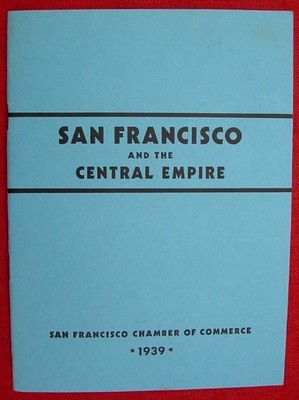 SAN FRANCISCO
AND THE
CENTRAL EMPIRE
SAN FRANCISCO CHAMBER OF COMMERCE
» 1939 «